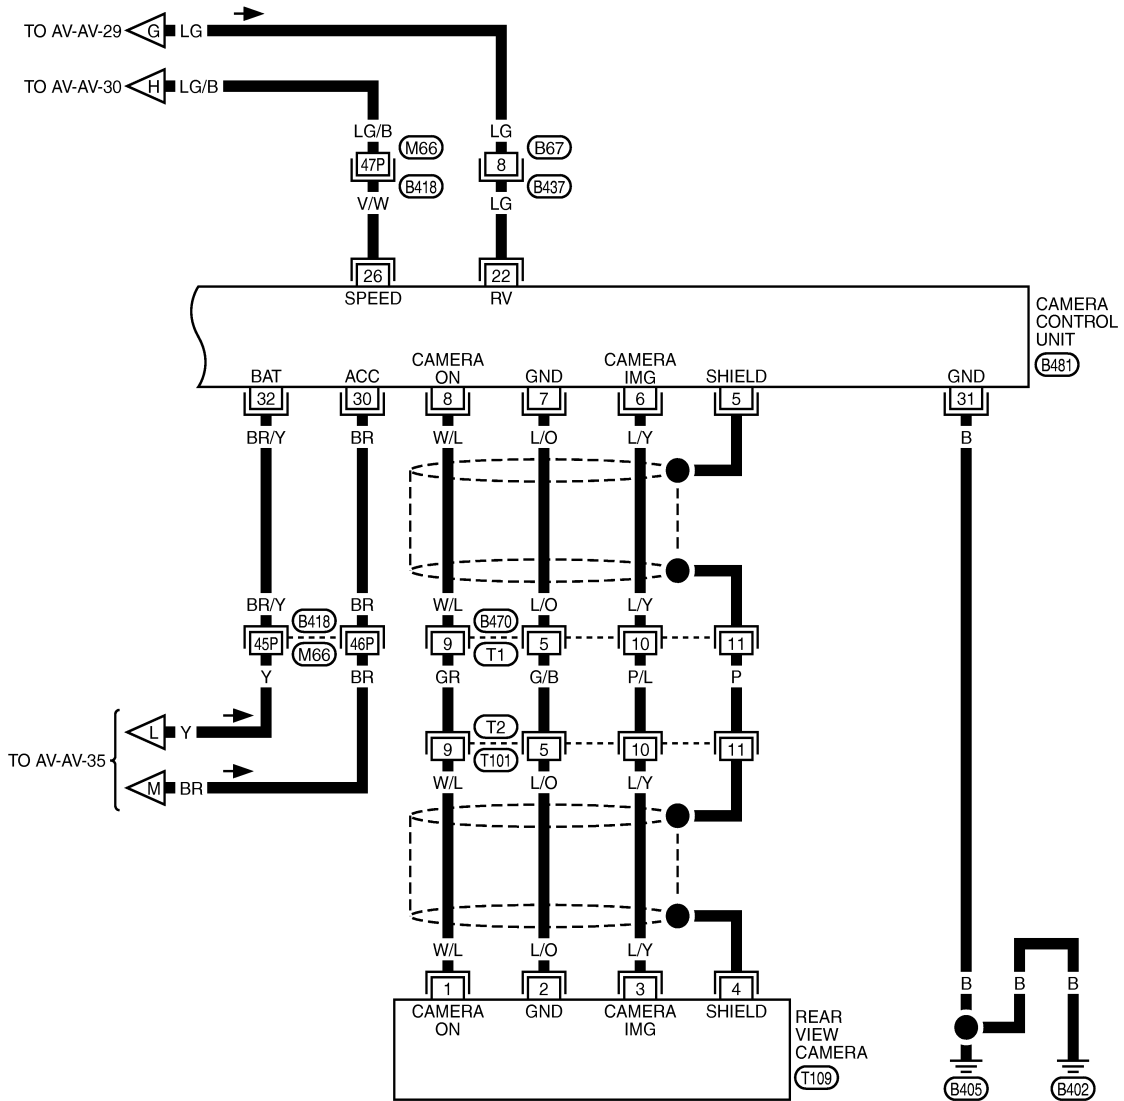 TO AV-AV-29 G LG
TO AV-AV-30 H LG/B
LG/B LG
47P M66 8 B67
B418 B437
V/W LG
26 22
SPEED RV
CAMERA
CONTROL
UNIT
B481
BAT ACC CAMERA
ON GND CAMERA
IMG SHIELD GND
32 30 8 7 6 5 31
BR/Y BR W/L L/O L/Y B
BR/Y BR W/L L/O L/Y
B418 B470
45P 46P 9 5 10 11
M66 T1
Y BR GR G/B P/L P
T2
L Y 9 5 10 11
TO AV-AV-35 T101
M BR W/L L/O L/Y
W/L L/O L/Y
B B B
1 2 3 4
CAMERA
ON GND CAMERA
IMG SHIELD
REAR
VIEW
CAMERA
T109
B405 B402